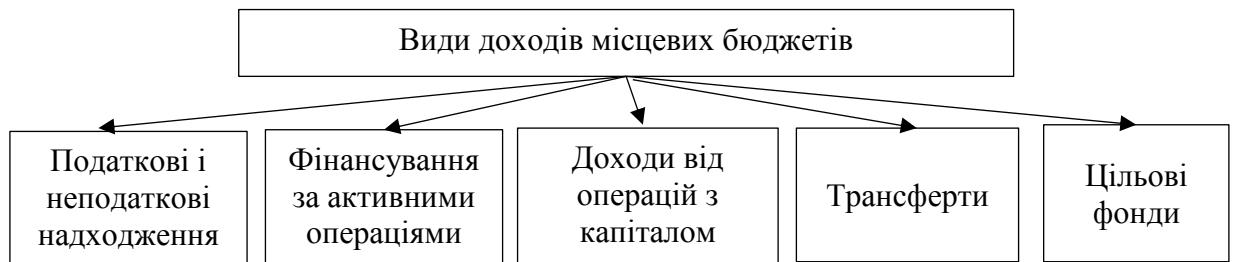 Види доходів місцевих бюджетів
Податкові і
неподаткові
надходження
Фінансування
за активними
операціями
Доходи від
операцій з
капіталом
Трансферти
Цільові
фонди